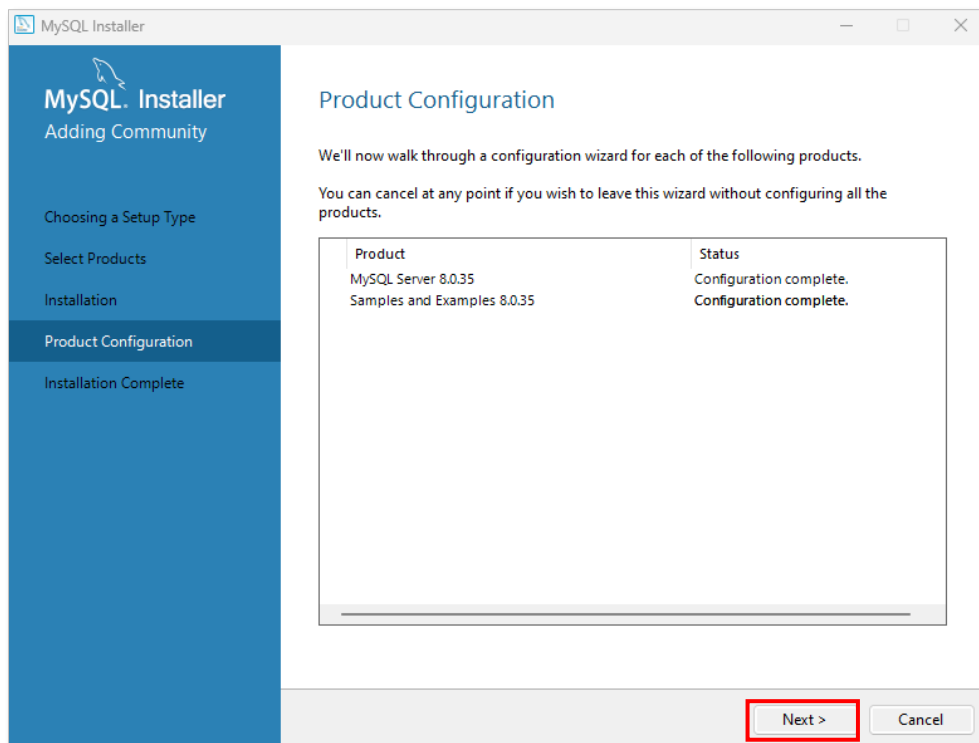 MySQL Installer
MySQL. Installer
Adding Community
Choosing a Setup Type
Select Products
Installation
Product Configuration
Installation Complete
Product Configuration
We'll now walk through a configuration wizard for each of the following products.
You can cancel at any point if you wish to leave this wizard without configuring all the
products.
Product Status
MySQL Server 8.0.35 Configuration complete.
Samples and Examples 8.0.35 Configuration complete.
Next > Cancel